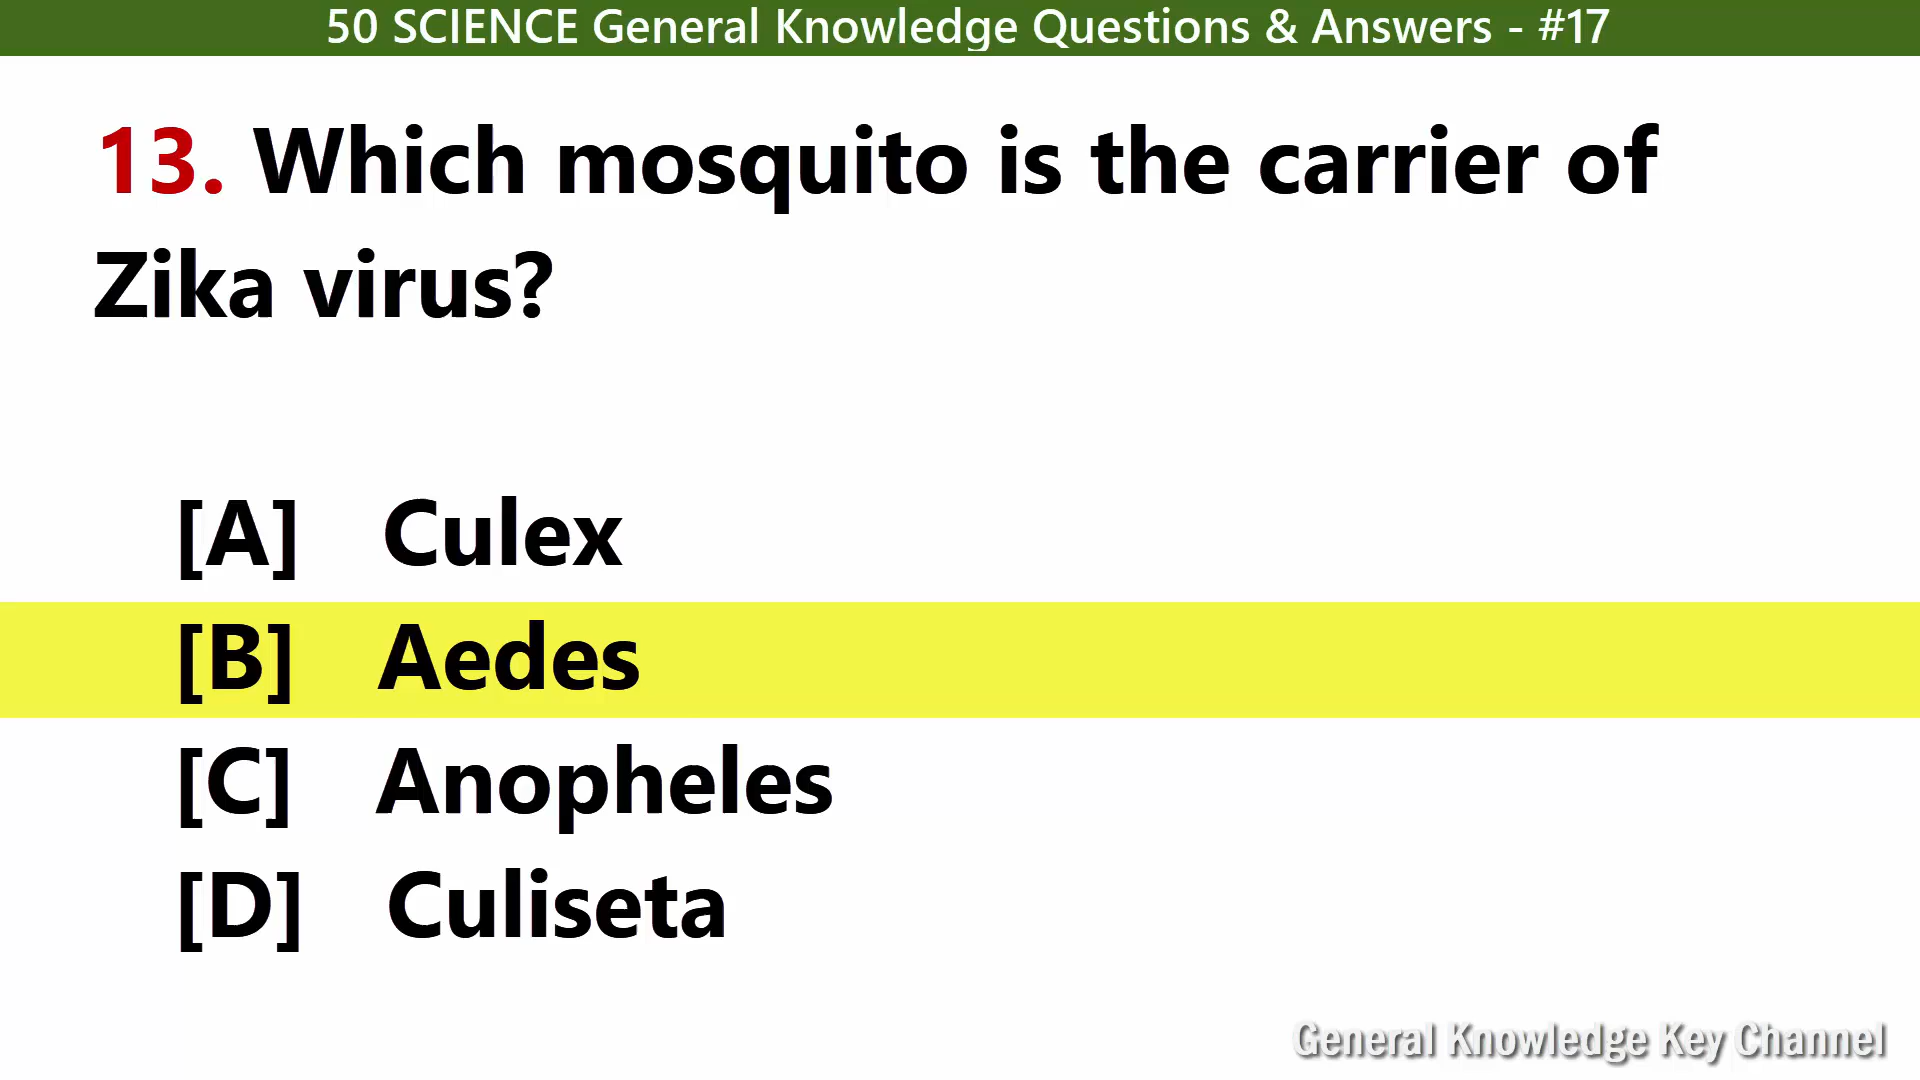 50 SCIENCE General Knowledge Questions & Answers - #17
13. Which mosquito is the carrier of
Zika virus?
[A] Culex
[B] Aedes
[C] Anopheles
[D] Culiseta
General Knowledge Key Channel